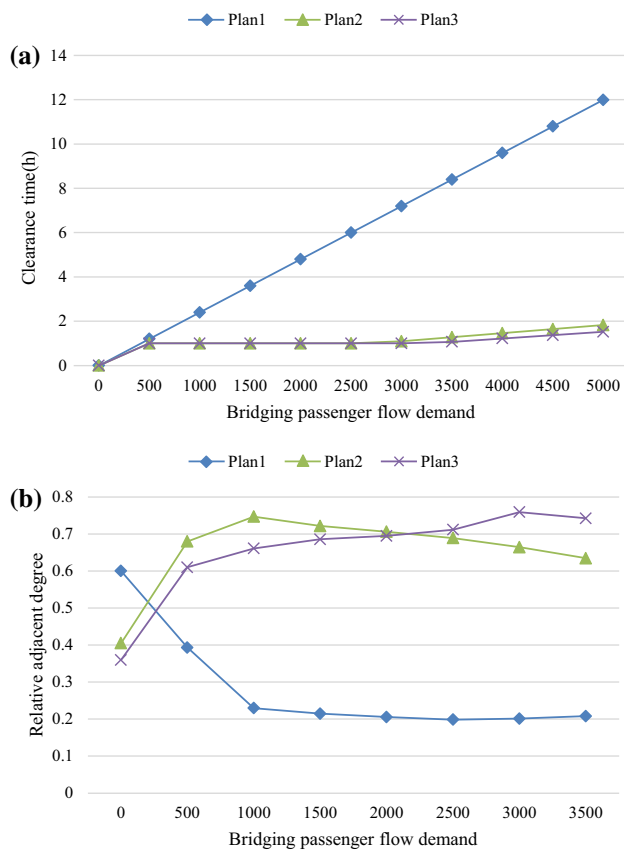 Plan1 Plan2 Plan3
(a)
14
12
10
8
6
4
2
0
Clearance time(h)
0 500 1000 1500 2000 2500 3000 3500 4000 4500 5000
Bridging passenger flow demand
Plan1 Plan2 Plan3
(b)
0.8
0.7
0.6
0.5
0.4
0.3
0.2
0.1
0
Relative adjacent degree
0 500 1000 1500 2000 2500 3000 3500
Bridging passenger flow demand